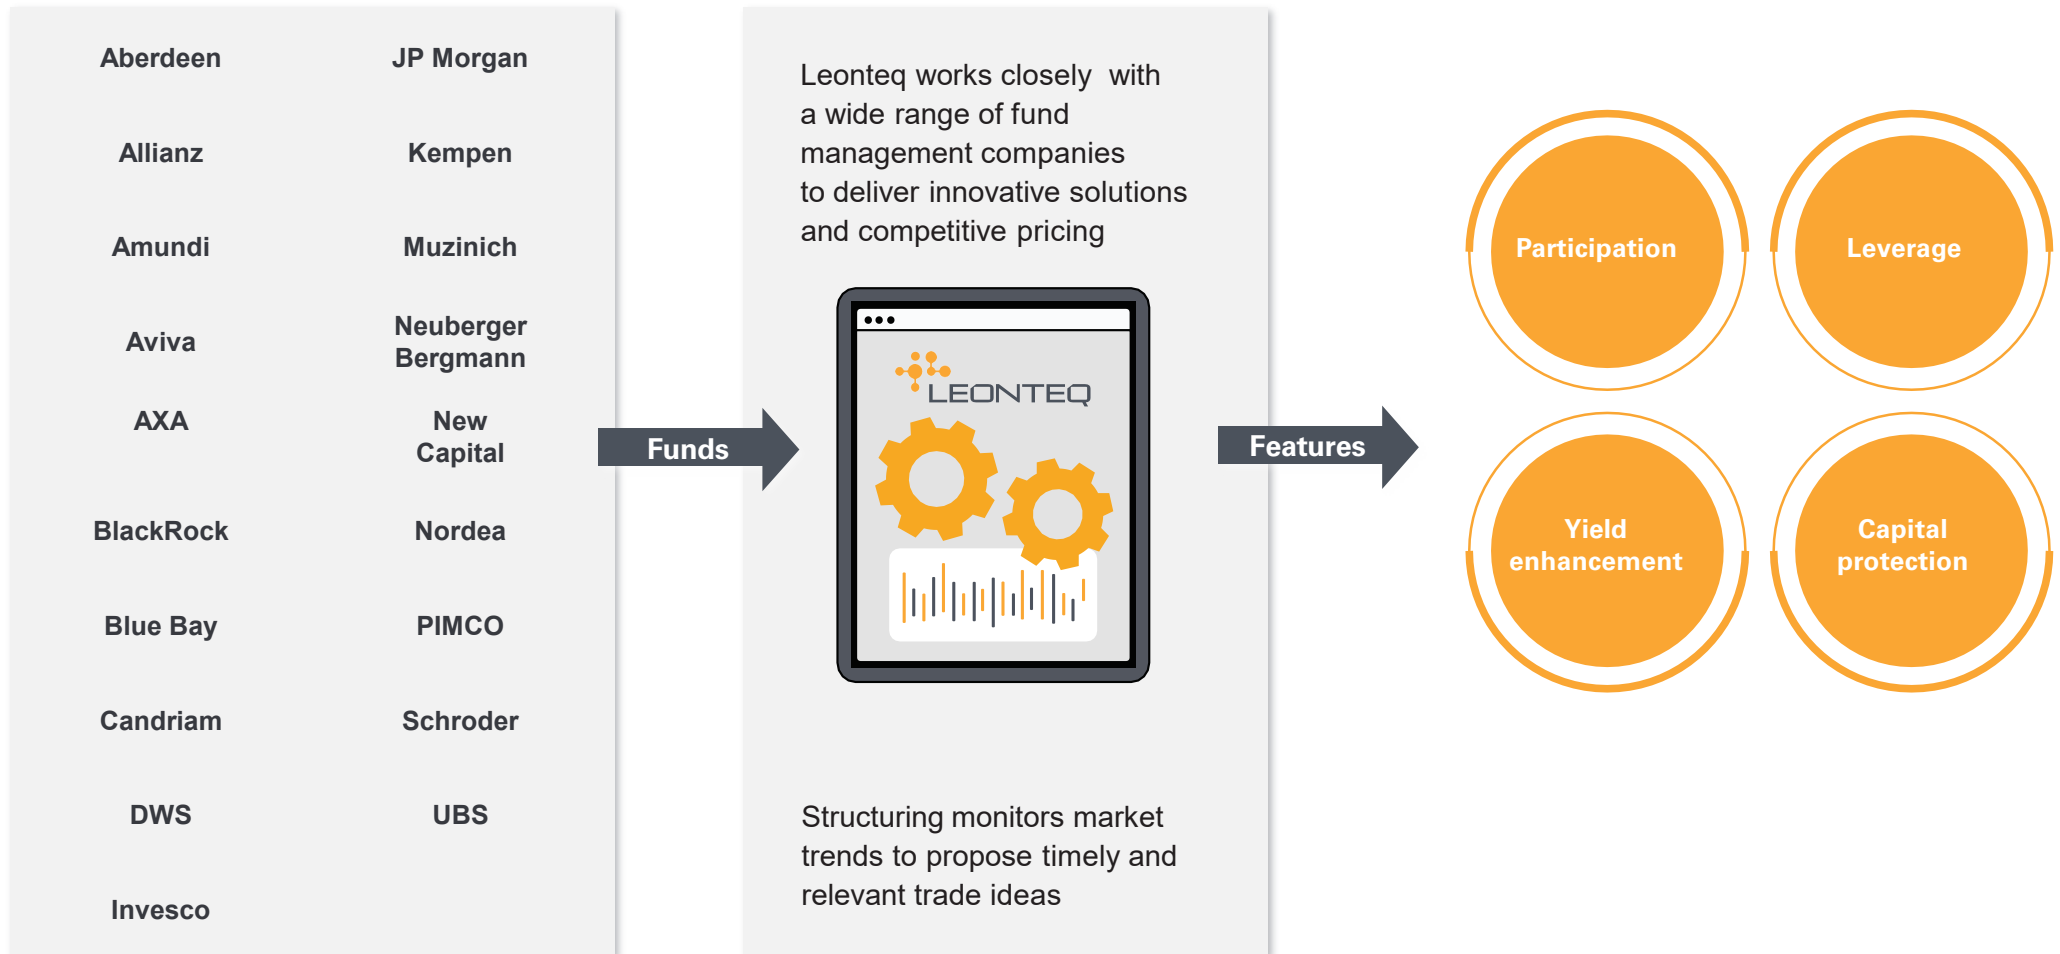 Aberdeen
JP Morgan
Allianz
Kempen
Amundi
Muzinich
Aviva
Neuberger
Bergmann
AXA
New
Capital
BlackRock
Nordea
Blue Bay
PIMCO
Candriam
Schroder
DWS
UBS
Invesco
Funds
Leonteq works closely with
a wide range of fund
management companies
to deliver innovative solutions
and competitive pricing
LEONTEQ
Structuring monitors market
trends to propose timely and
relevant trade ideas
Features
Participation
Leverage
Yield
enhancement
Capital
protection